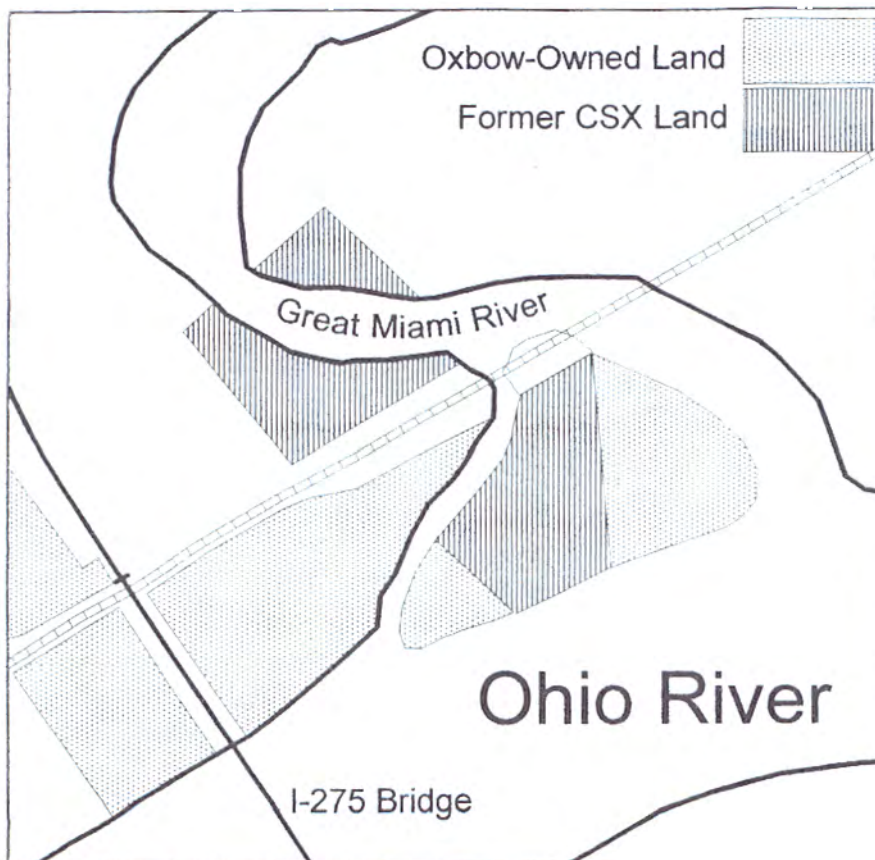 Oxbow-Owned Land
Former CSX Land
Great Miami River
Ohio River
I-275 Bridge